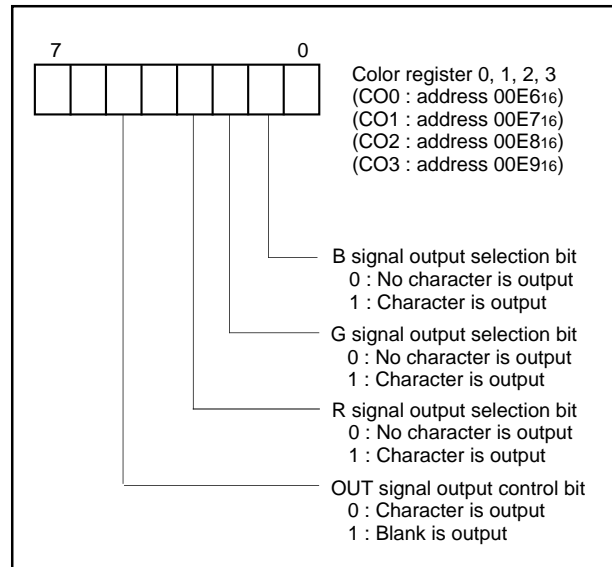 7 0
Color register 0, 1, 2, 3
(CO0 : address 00E616)
(CO1 : address 00E716)
(CO2 : address 00E816)
(CO3 : address 00E916)
B signal output selection bit
0 : No character is output
1 : Character is output
G signal output selection bit
0 : No character is output
1 : Character is output
R signal output selection bit
0 : No character is output
1 : Character is output
OUT signal output control bit
0 : Character is output
1 : Blank is output